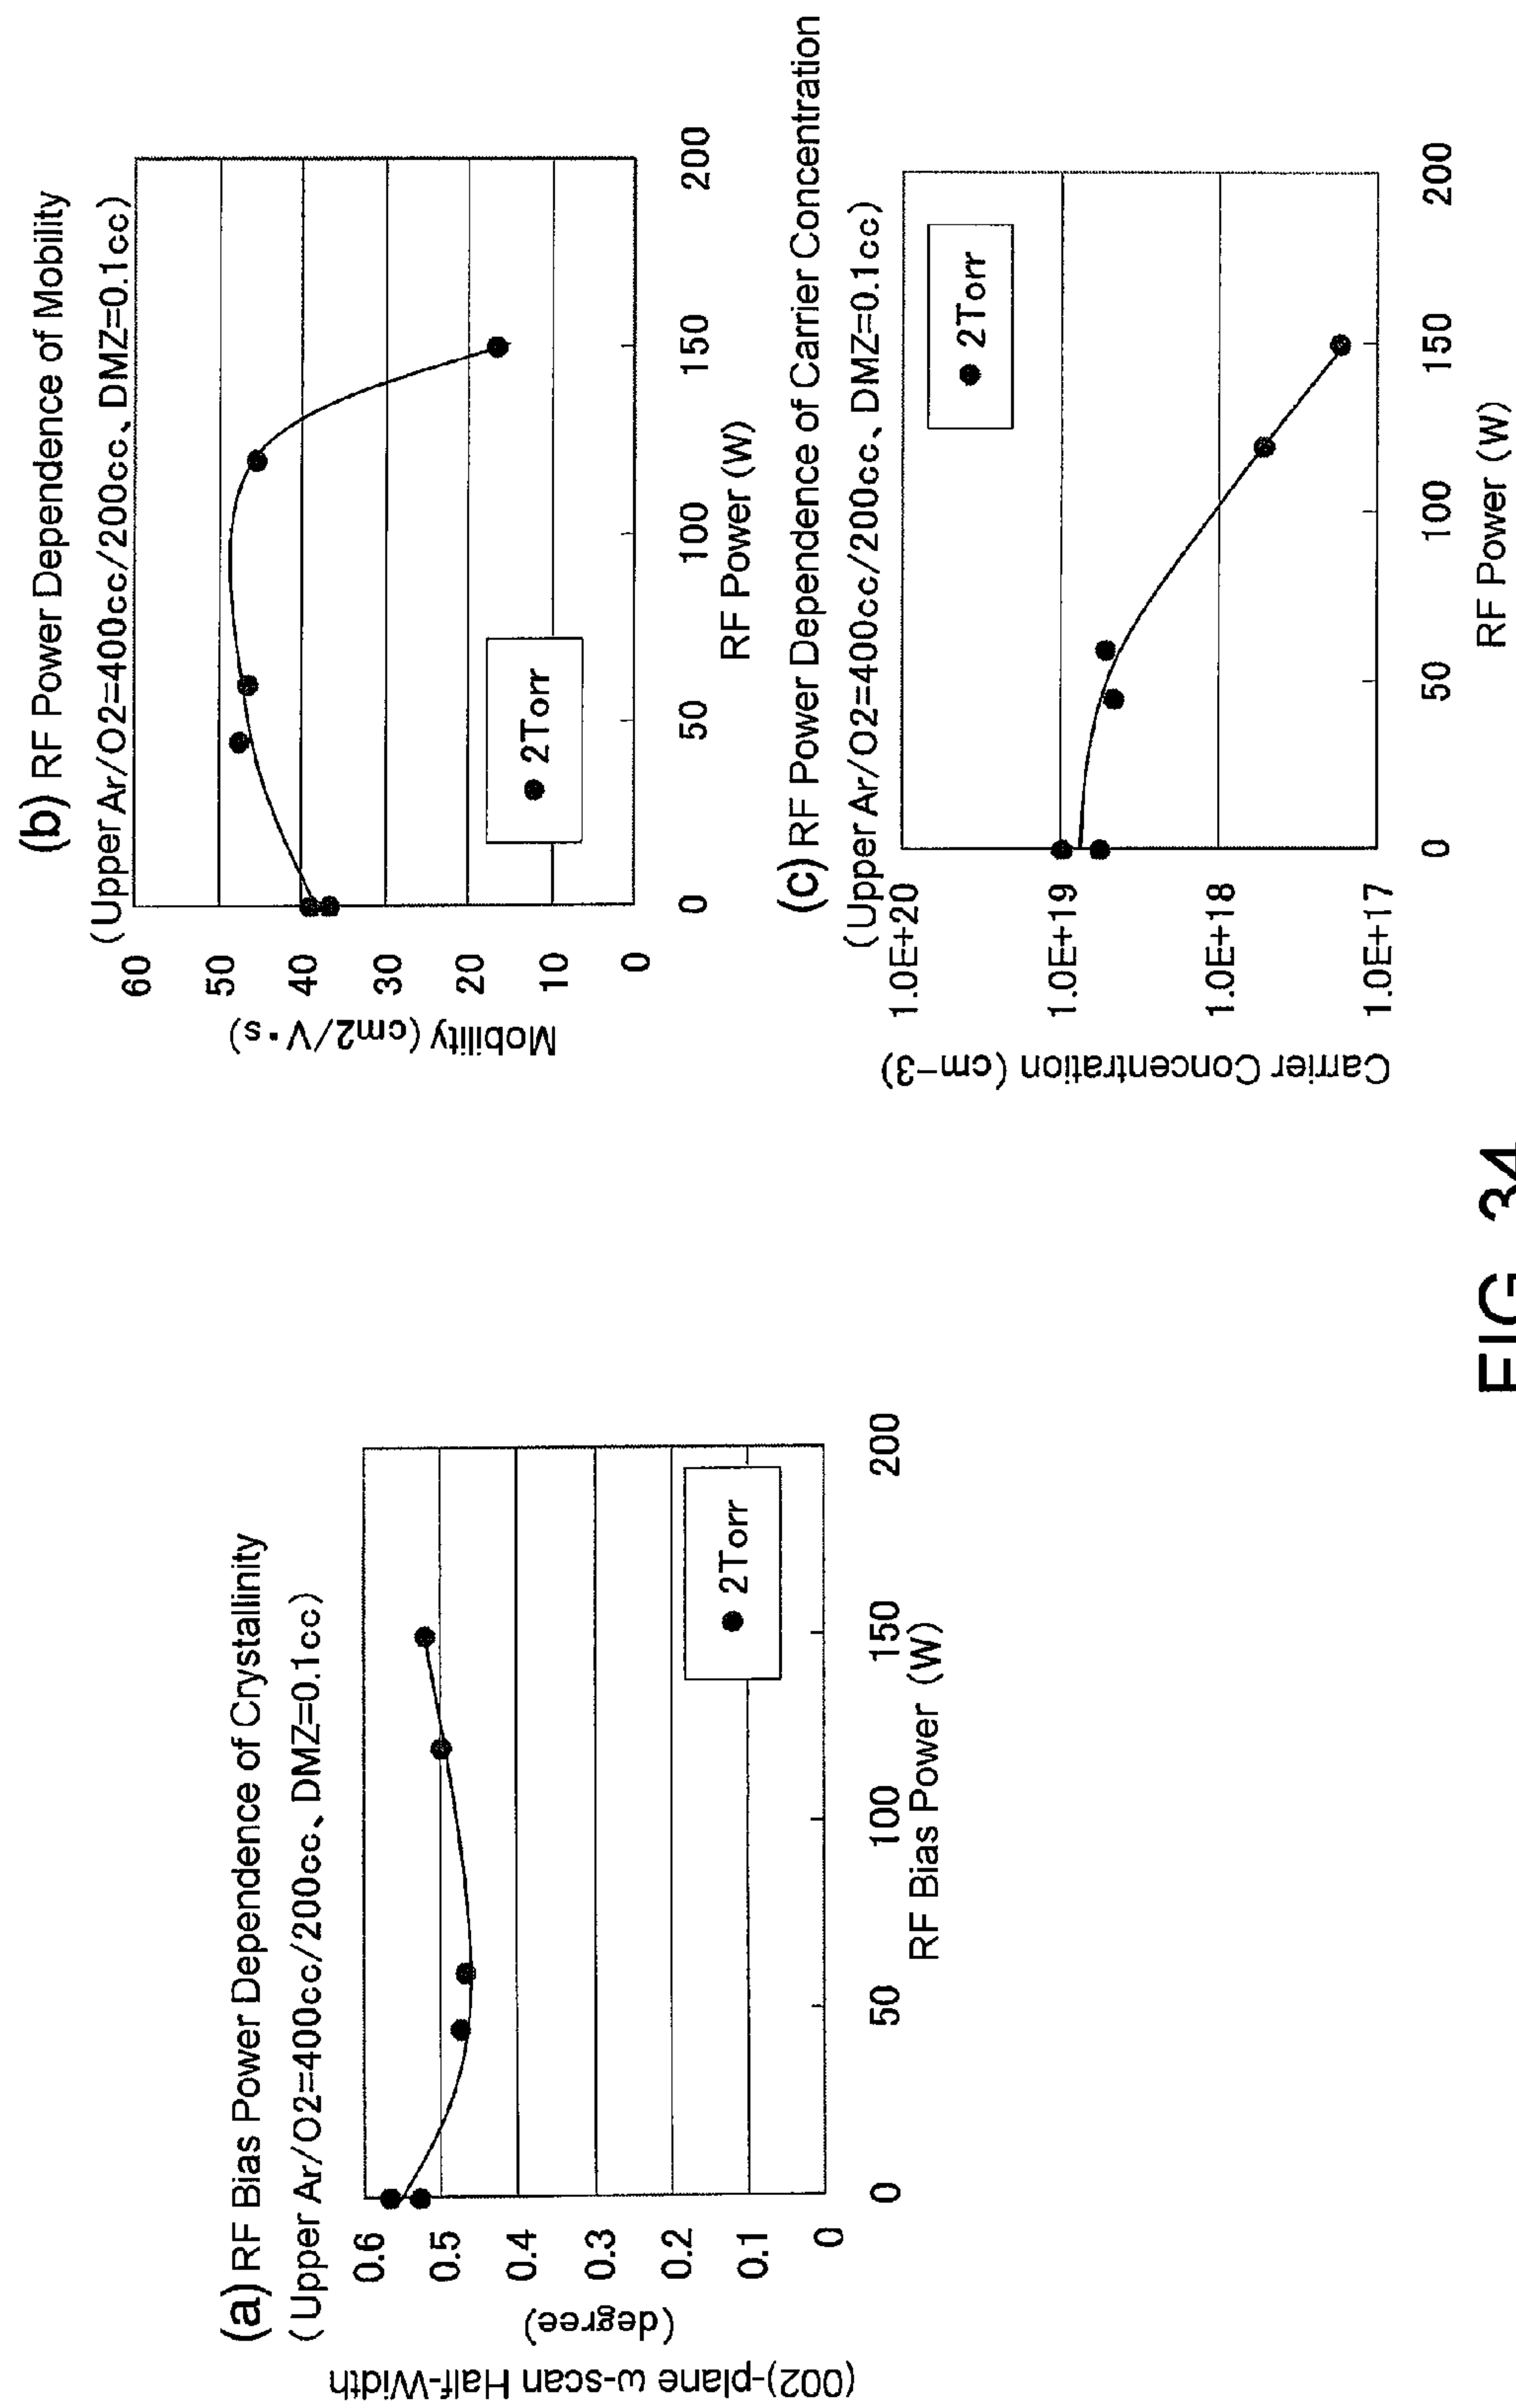 (a) RF Bias Power Dependence of Crystallinity
(Upper Ar/O2=400cc/200cc、DMZ=0.1cc)
(002)-plane ω-scan Half-Width
(degree)
0.6
0.5
0.4
0.3
0.2
0.1
0
0
50
100
150
200
RF Bias Power (W)
2Torr
(b) RF Power Dependence of Mobility
(Upper Ar/O2=400cc/200cc、DMZ=0.1cc)
Mobility (cm2/V・s)
60
50
40
30
20
10
0
0
50
100
150
200
RF Power (W)
2Torr
(c) RF Power Dependence of Carrier Concentration
(Upper Ar/O2=400cc/200cc、DMZ=0.1cc)
Carrier Concentration (cm-3)
1.0E+20
1.0E+19
1.0E+18
1.0E+17
0
50
100
150
200
RF Power (W)
2Torr
FIG. 34